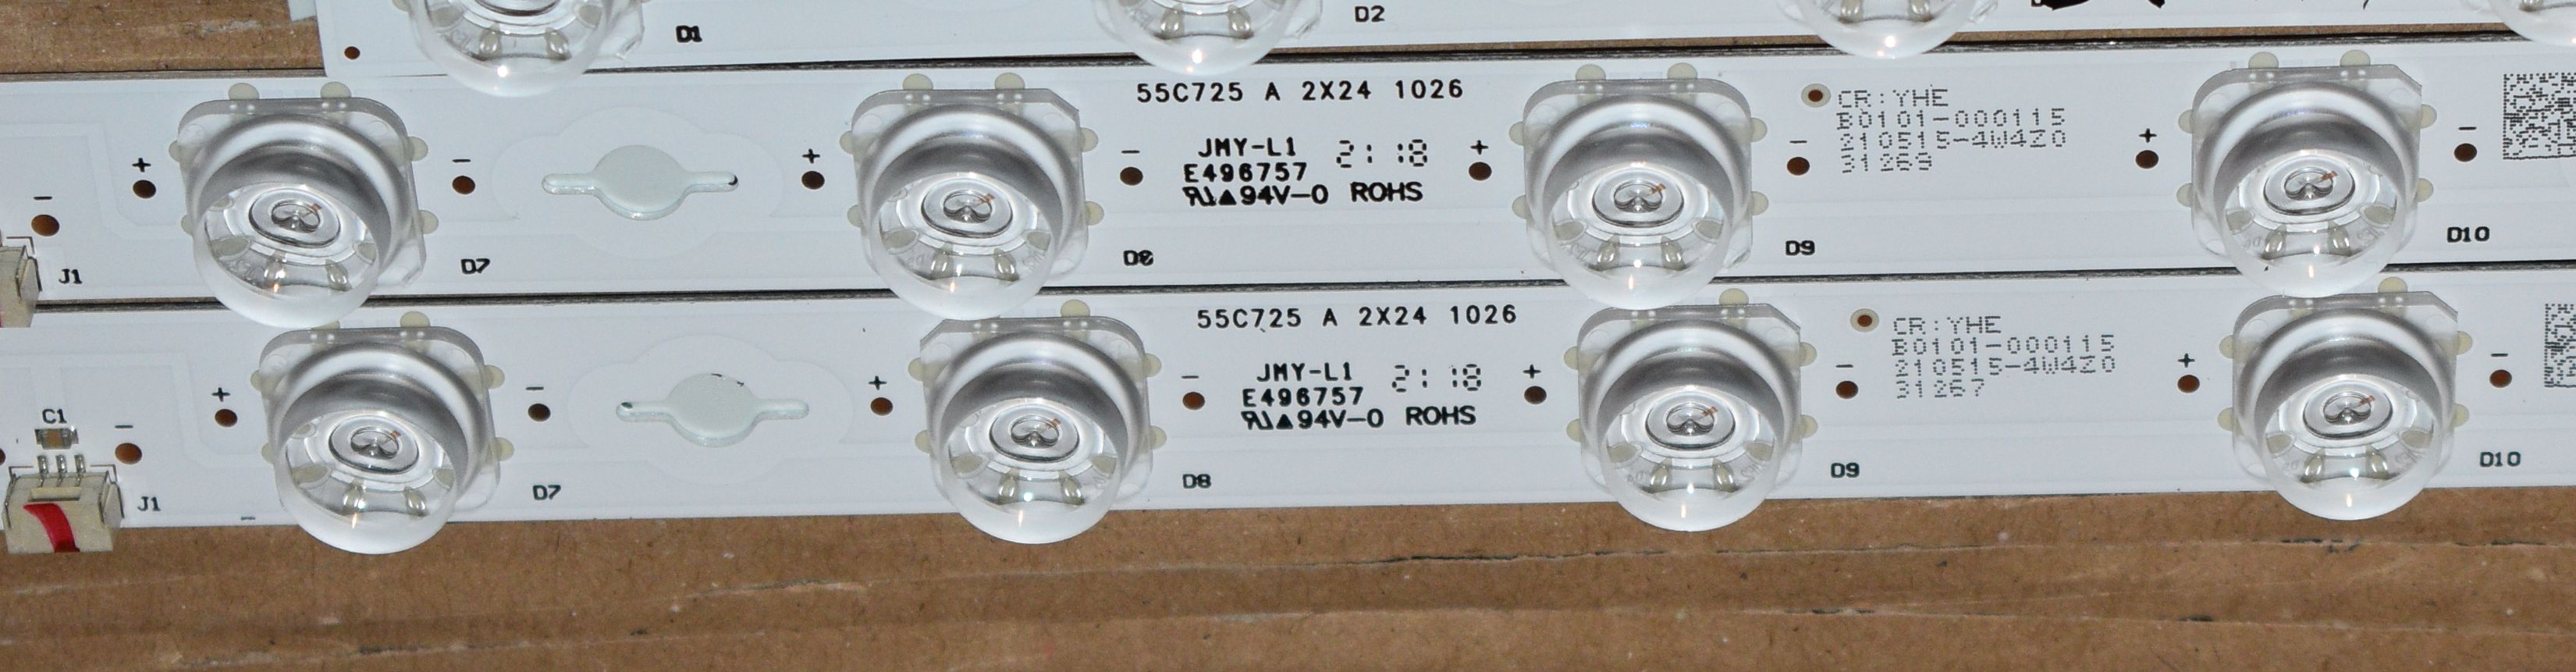 D1
D2
55C725 A 2X24 1026
JMY-L1
E496757
94V-0 ROHS
21 18
CR:YHE
B0101-000115
210515-4W4Z0
31269
+ -
+ -
+ -
+ -
-
J1
D7
D8
D9
D10
55C725 A 2X24 1026
JMY-L1
E496757
94V-0 ROHS
21 18
CR:YHE
B0101-000115
210515-4W4Z0
31267
+ -
+ -
+ -
+ -
C1
-
J1
D7
D8
D9
D10